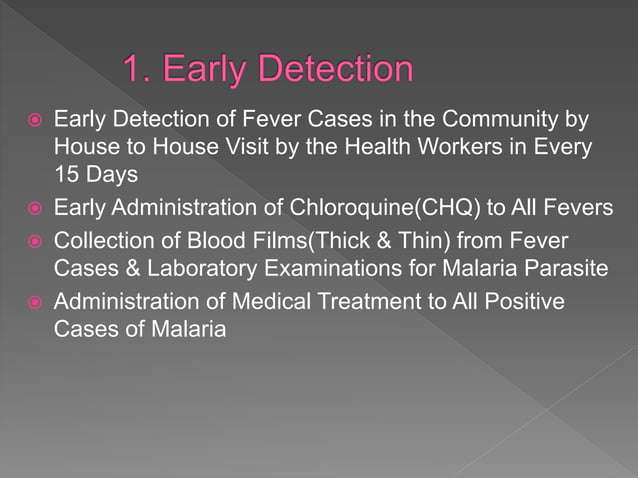 1. Early Detection
Early Detection of Fever Cases in the Community by
House to House Visit by the Health Workers in Every
15 Days
Early Administration of Chloroquine(CHQ) to All Fevers
Collection of Blood Films(Thick & Thin) from Fever
Cases & Laboratory Examinations for Malaria Parasite
Administration of Medical Treatment to All Positive
Cases of Malaria